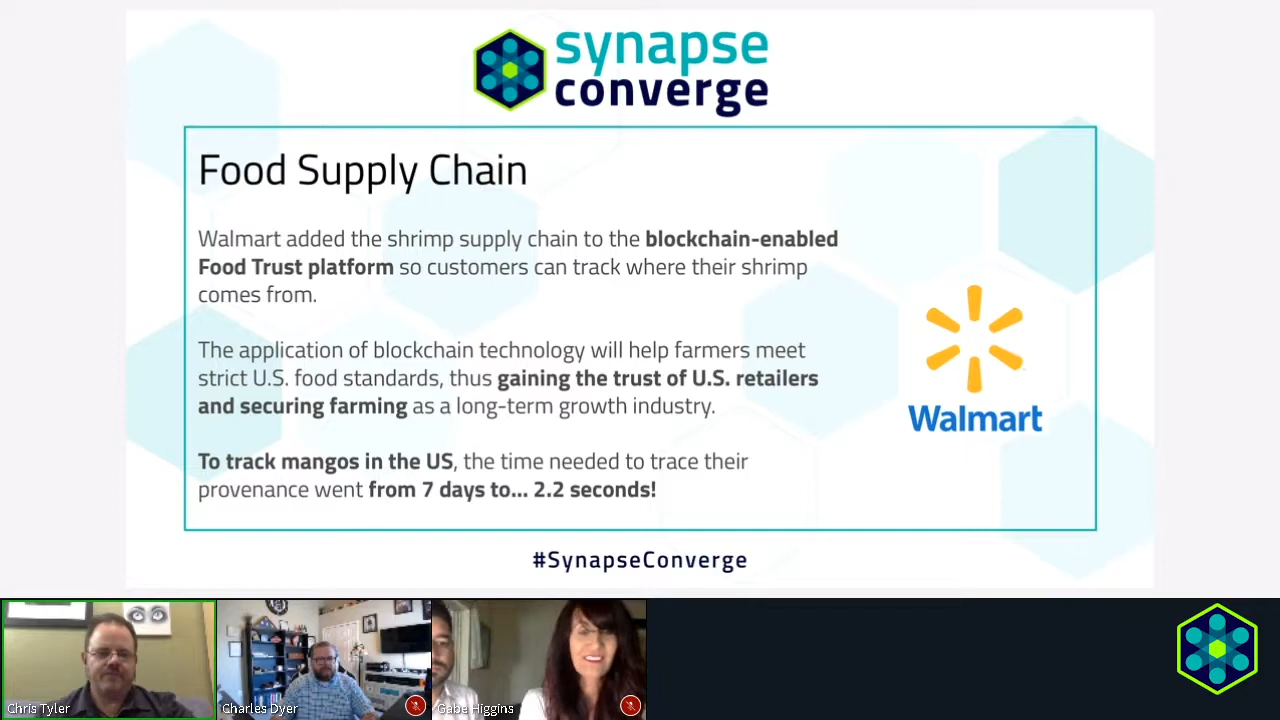 synapse
converge
Food Supply Chain
Walmart added the shrimp supply chain to the blockchain-enabled
Food Trust platform so customers can track where their shrimp
comes from.
The application of blockchain technology will help farmers meet
strict U.S. food standards, thus gaining the trust of U.S. retailers
and securing farming as a long-term growth industry.
To track mangos in the US, the time needed to trace their
provenance went from 7 days to... 2.2 seconds!
Walmart
#SynapseConverge
Chris Tyler
Charles Dyer
Gabe Higgins